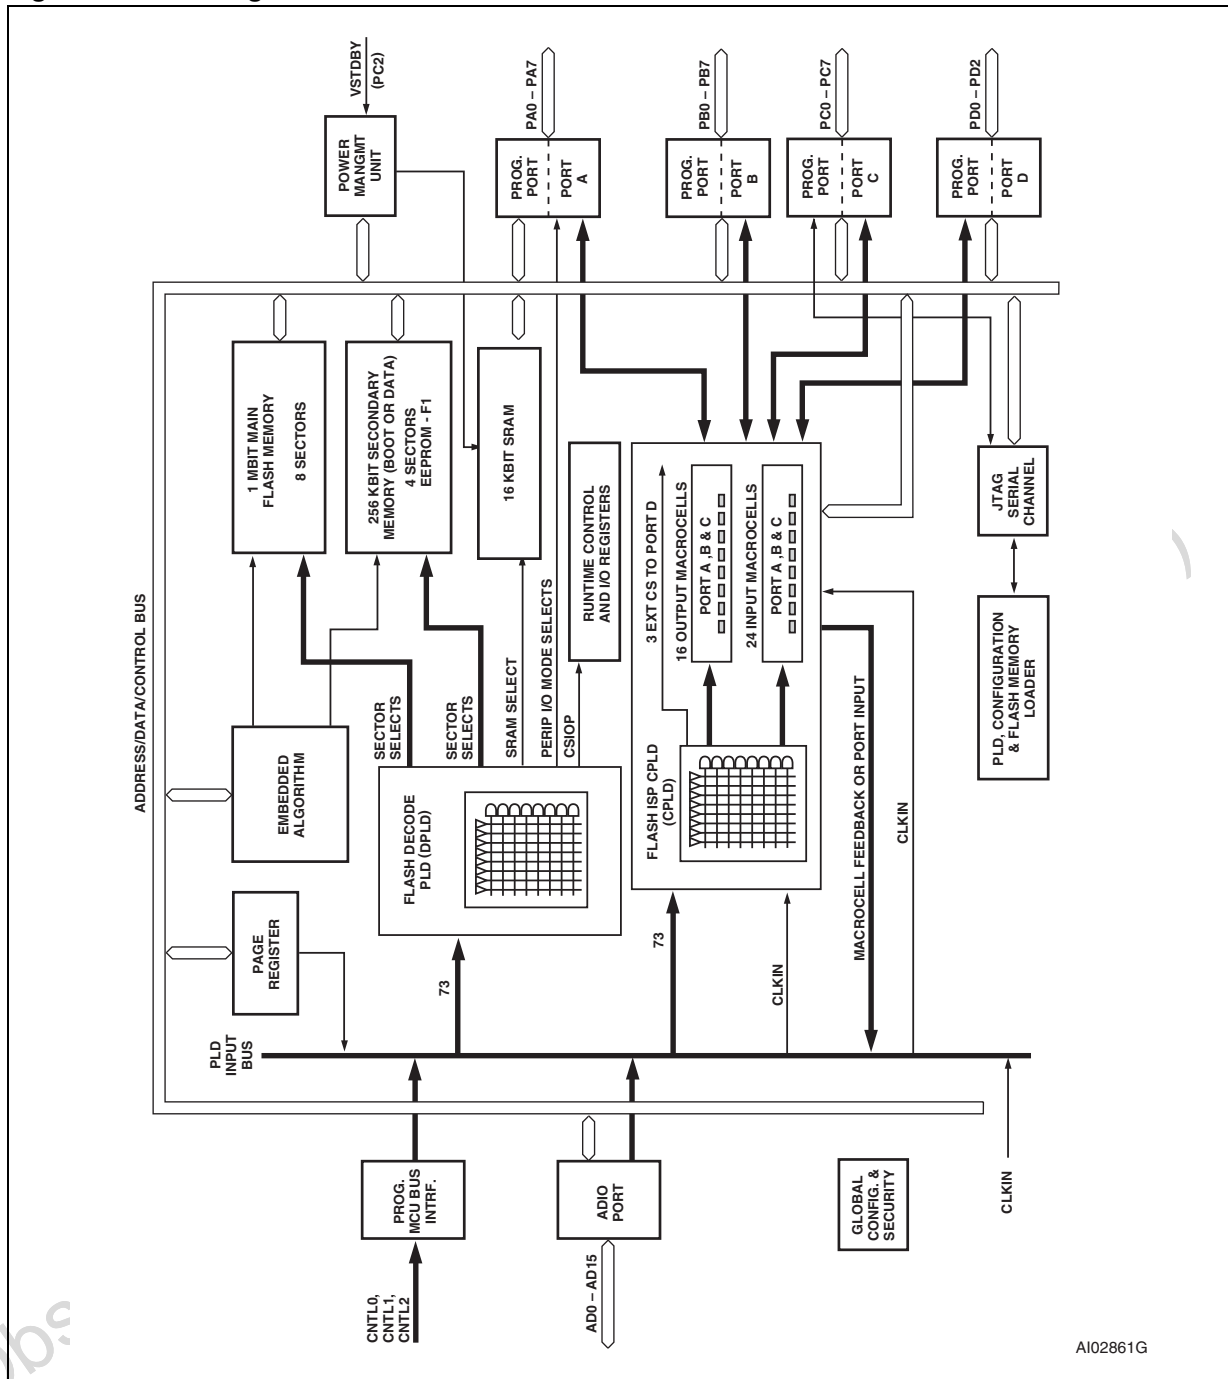 VSTDBY
(PC2)
PA0 – PA7
PB0 – PB7
PC0 – PC7
PD0 – PD2
POWER
MANGMT
UNIT
PROG.
PORT
PORT
A
PROG.
PORT
PORT
B
PROG.
PORT
PORT
C
PROG.
PORT
PORT
D
ADDRESS/DATA/CONTROL BUS
1 MBIT MAIN
FLASH MEMORY
8 SECTORS
256 KBIT SECONDARY
MEMORY (BOOT OR DATA)
4 SECTORS
EEPROM - F1
16 KBIT SRAM
RUNTIME CONTROL
AND I/O REGISTERS
3 EXT CS TO PORT D
16 OUTPUT MACROCELLS
PORT A ,B & C
24 INPUT MACROCELLS
PORT A ,B & C
JTAG
SERIAL
CHANNEL
PLD, CONFIGURATION
& FLASH MEMORY
LOADER
EMBEDDED
ALGORITHM
SECTOR
SELECTS
SECTOR
SELECTS
SRAM SELECT
PERIP I/O MODE SELECTS
CSIOP
FLASH DECODE
PLD (DPLD)
FLASH ISP CPLD
(CPLD)
MACROCELL FEEDBACK OR PORT INPUT
CLKIN
PAGE
REGISTER
73
73
CLKIN
PLD
INPUT
BUS
PROG.
MCU BUS
INTRF.
ADIO
PORT
GLOBAL
CONFIG. &
SECURITY
CLKIN
CNTL0,
CNTL1,
CNTL2
AD0 – AD15
AI02861G